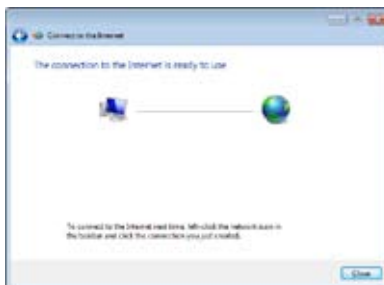 Connect to the Internet
The connection to the Internet is ready to use
To connect to the Internet next time, left-click the network icon in
the taskbar and click the connection you just created.
Close